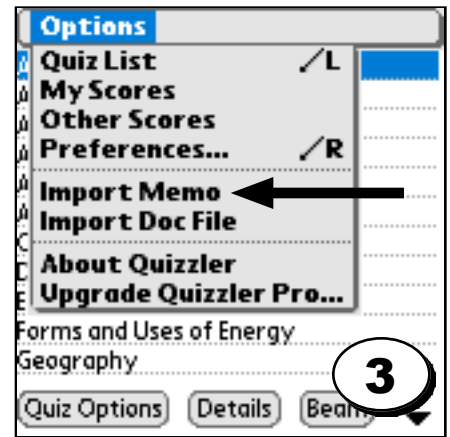 Options
Quiz List /L
My Scores
Other Scores
Preferences... /R
Import Memo
Import Doc File
About Quizzler
Upgrade Quizzler Pro...
Forms and Uses of Energy
Geography
3
Quiz Options Details Beam